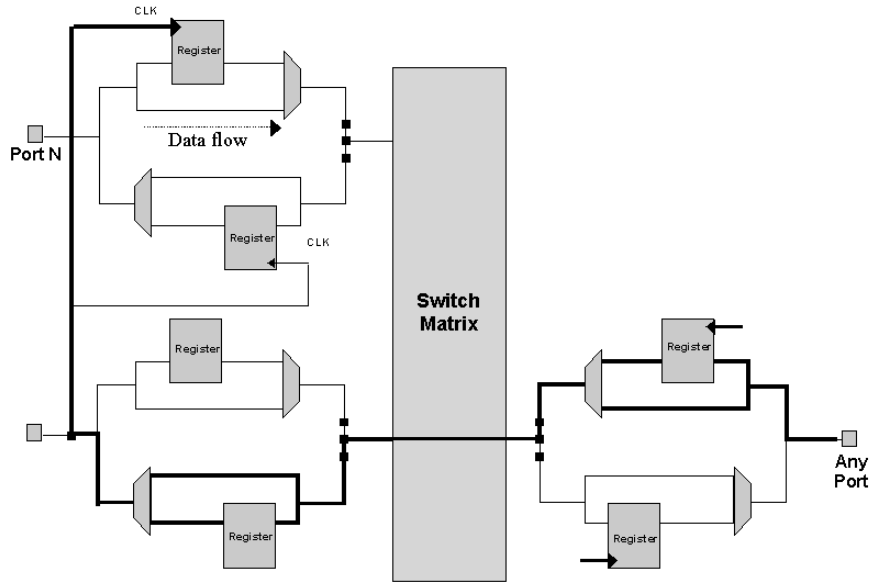 CLK
Register
Data flow
Port N
Register
CLK
Switch
Matrix
Register
Register
Any
Port
Register
Register